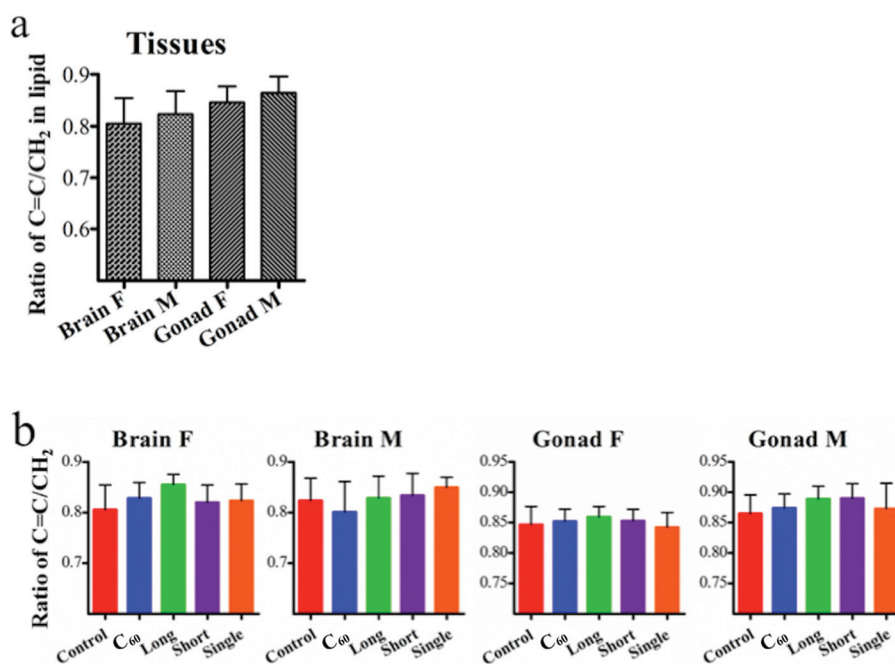 a
Tissues
Ratio of C=C/CH₂ in lipid
0.9
0.8
0.7
0.6
Brain F
Brain M
Gonad F
Gonad M
b
Ratio of C=C/CH₂
Brain F
0.9
0.8
0.7
Control
C₆₀
Long
Short
Single
Brain M
0.9
0.8
0.7
Control
C₆₀
Long
Short
Single
Gonad F
0.95
0.90
0.85
0.80
0.75
Control
C₆₀
Long
Short
Single
Gonad M
0.95
0.90
0.85
0.80
0.75
Control
C₆₀
Long
Short
Single